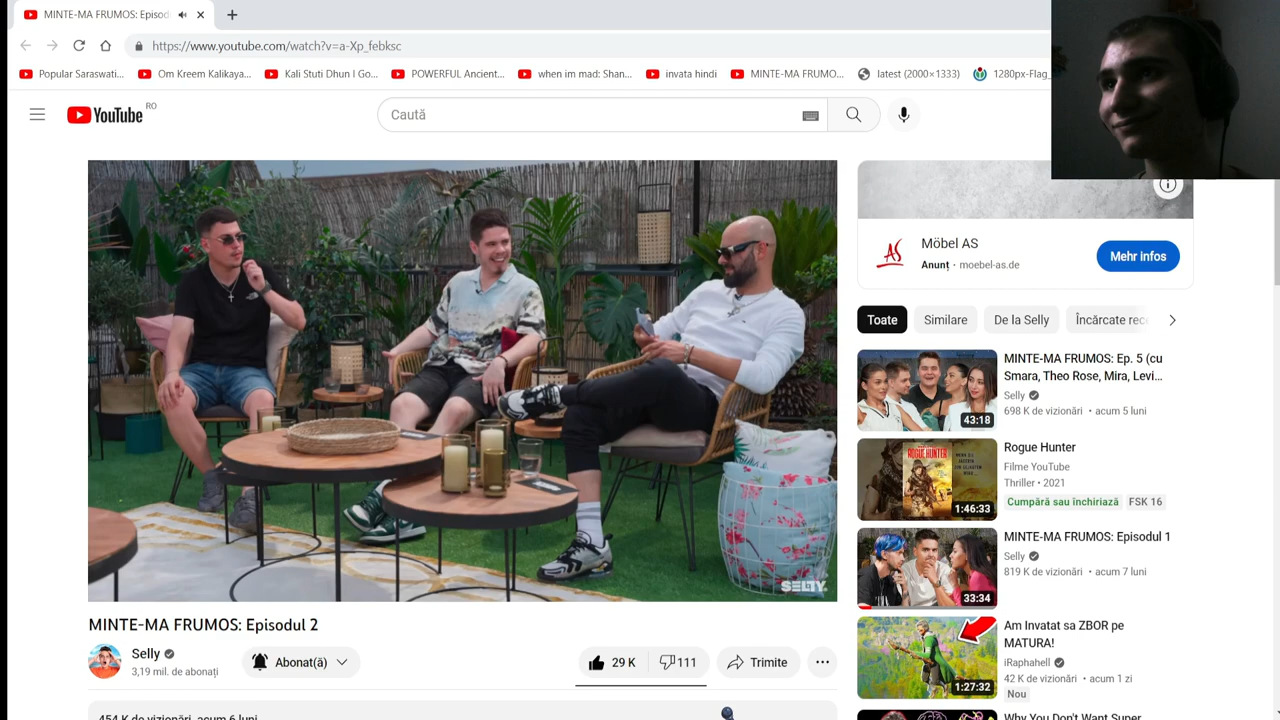 MINTE-MA FRUMOS: Episod
https://www.youtube.com/watch?v=a-Xp_febksc
Popular Saraswati...
Om Kreem Kalikaya...
Kali Stuti Dhun I Go...
POWERFUL Ancient...
when im mad: Shan...
invata hindi
MINTE-MA FRUMO...
latest (2000×1333)
1280px-Flag_
YouTube RO
Caută
SELLY
Möbel AS
Anunț · moebel-as.de
Mehr infos
Toate
Similare
De la Selly
Încărcate rece
MINTE-MA FRUMOS: Ep. 5 (cu
Smara, Theo Rose, Mira, Levi...
Selly
698 K de vizionări • acum 5 luni
43:18
Rogue Hunter
Filme YouTube
Thriller • 2021
Cumpără sau închiriază FSK 16
ROGUE HUNTER
1:46:33
MINTE-MA FRUMOS: Episodul 1
Selly
819 K de vizionări • acum 7 luni
33:34
Am Invatat sa ZBOR pe
MATURA!
iRaphahell
42 K de vizionări • acum 1 zi
Nou
1:27:32
Why You Don't Want Super
MINTE-MA FRUMOS: Episodul 2
Selly
3,19 mil. de abonați
Abonat(ă)
29 K
111
Trimite
454 K de vizionări acum 6 luni